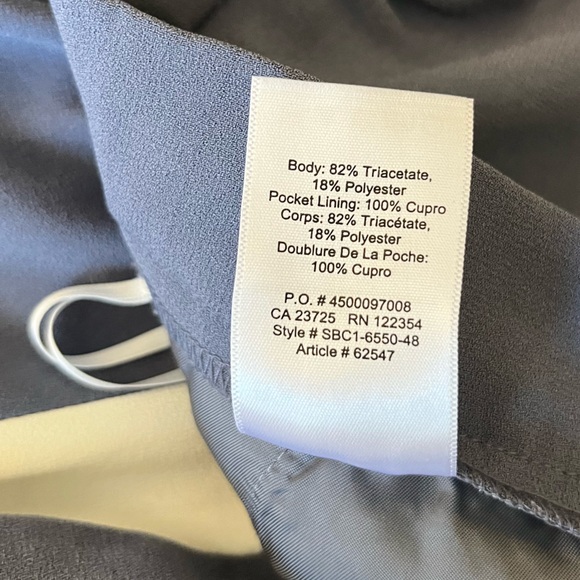 Body: 82% Triacetate,
18% Polyester
Pocket Lining: 100% Cupro
Corps: 82% Triacétate,
18% Polyester
Doublure De La Poche:
100% Cupro
P.O. # 4500097008
CA 23725 RN 122354
Style # SBC1-6550-48
Article # 62547